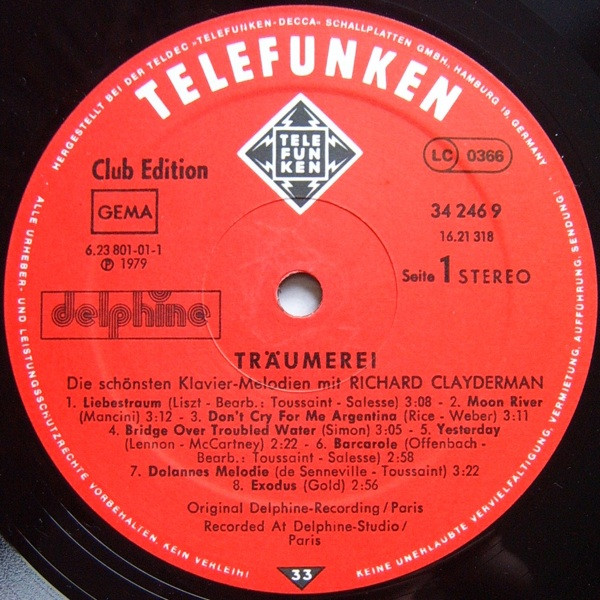 HERGESTELLT BEI DER TELDEC »TELEFUNKEN-DECCA« SCHALLPLATTEN GMBH., HAMBURG 19, GERMANY
TELEFUNKEN
TELE
FUN
KEN
Club Edition
LC 0366
GEMA
34 246 9
16.21 318
6.23 801-01-1
Ⓟ 1979
Seite 1 STEREO
delphine
TRÄUMEREI
Die schönsten Klavier-Melodien mit RICHARD CLAYDERMAN
1. Liebestraum (Liszt - Bearb.: Toussaint - Salesse) 3:08 - 2. Moon River
(Mancini) 3:12 - 3. Don't Cry For Me Argentina (Rice - Weber) 3:11
4. Bridge Over Troubled Water (Simon) 3:05 - 5. Yesterday
(Lennon - McCartney) 2:22 - 6. Barcarole (Offenbach -
Bearb.: Toussaint - Salesse) 2:58
7. Dolannes Melodie (de Senneville - Toussaint) 3:22
8. Exodus (Gold) 2:56
Original Delphine-Recording/Paris
Recorded At Delphine-Studio/
Paris
33
ALLE URHEBER- UND LEISTUNGSSCHUTZRECHTE VORBEHALTEN. KEIN VERLEIH!
KEINE UNERLAUBTE VERVIELFÄLTIGUNG, VERMIETUNG, AUFFÜHRUNG, SENDUNG!